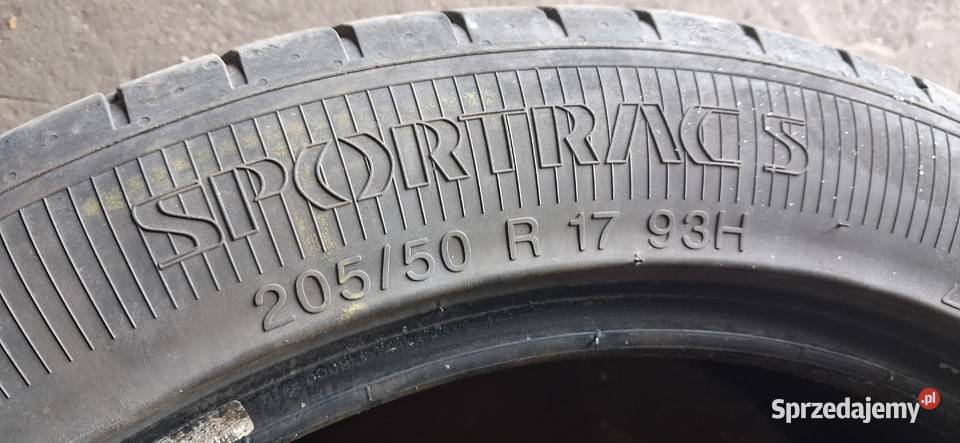 SPORTRAC 5
205/50 R 17 93H
Sprzedajemy.pl